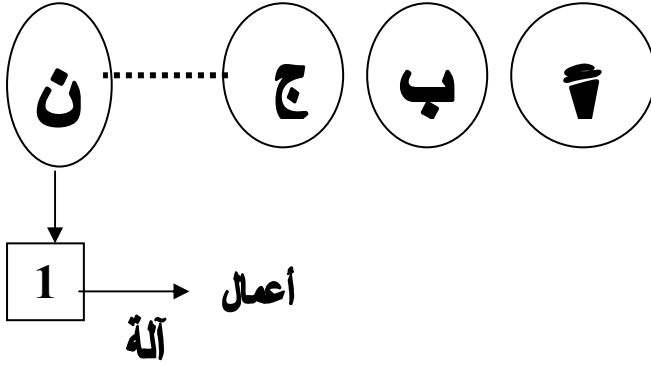 أ ب ج ........... ن
1 أعمال
آلة